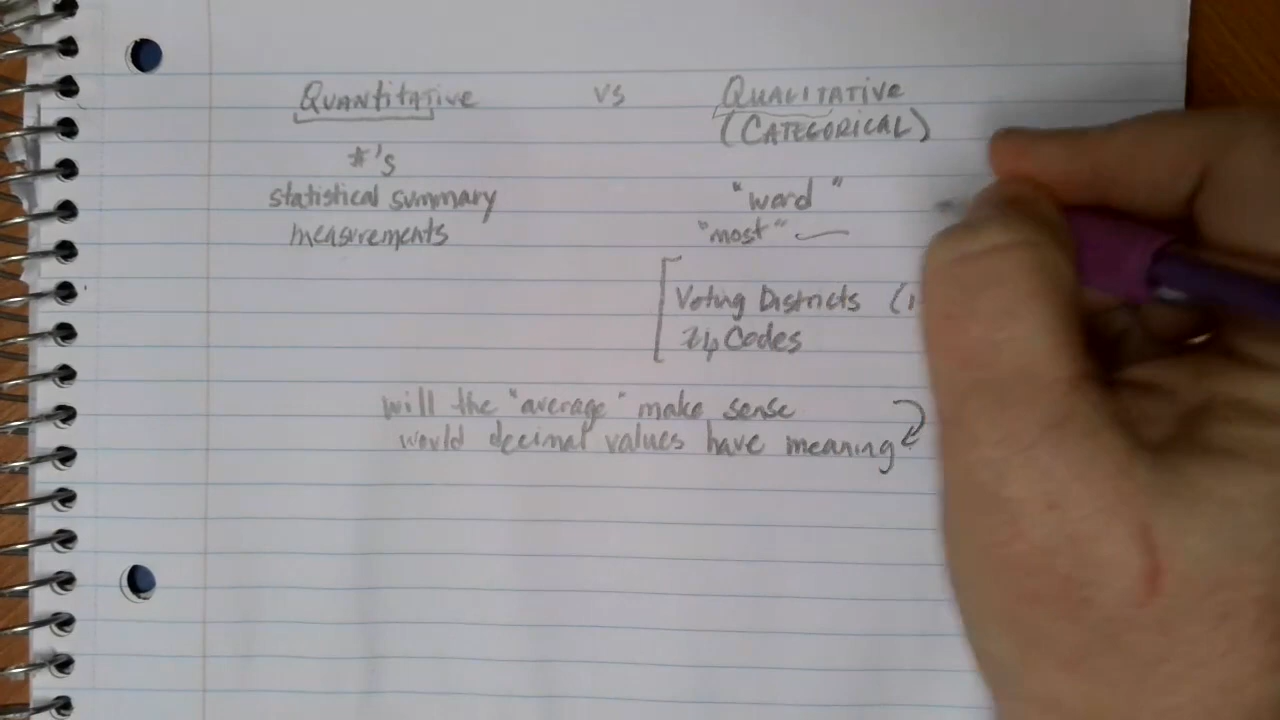 QUANTITATIVE vs QUALITATIVE
(CATEGORICAL)
#'s
statistical summary "word"
measurements "most"
Voting Districts (1
Zip Codes
will the "average" make sense
would decimal values have meaning